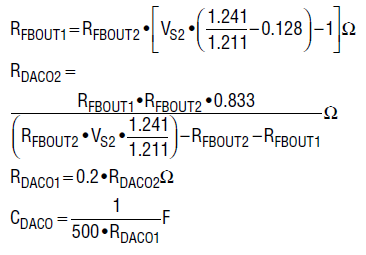 R_FBOUT1=R_FBOUT2•[V_S2•(1.241/1.211−0.128)−1]Ω
R_DACO2=
R_FBOUT1•R_FBOUT2•0.833/((R_FBOUT2•V_S2•1.241/1.211)−R_FBOUT2−R_FBOUT1)Ω
R_DACO1=0.2•R_DACO2Ω
C_DACO=1/(500•R_DACO1)F